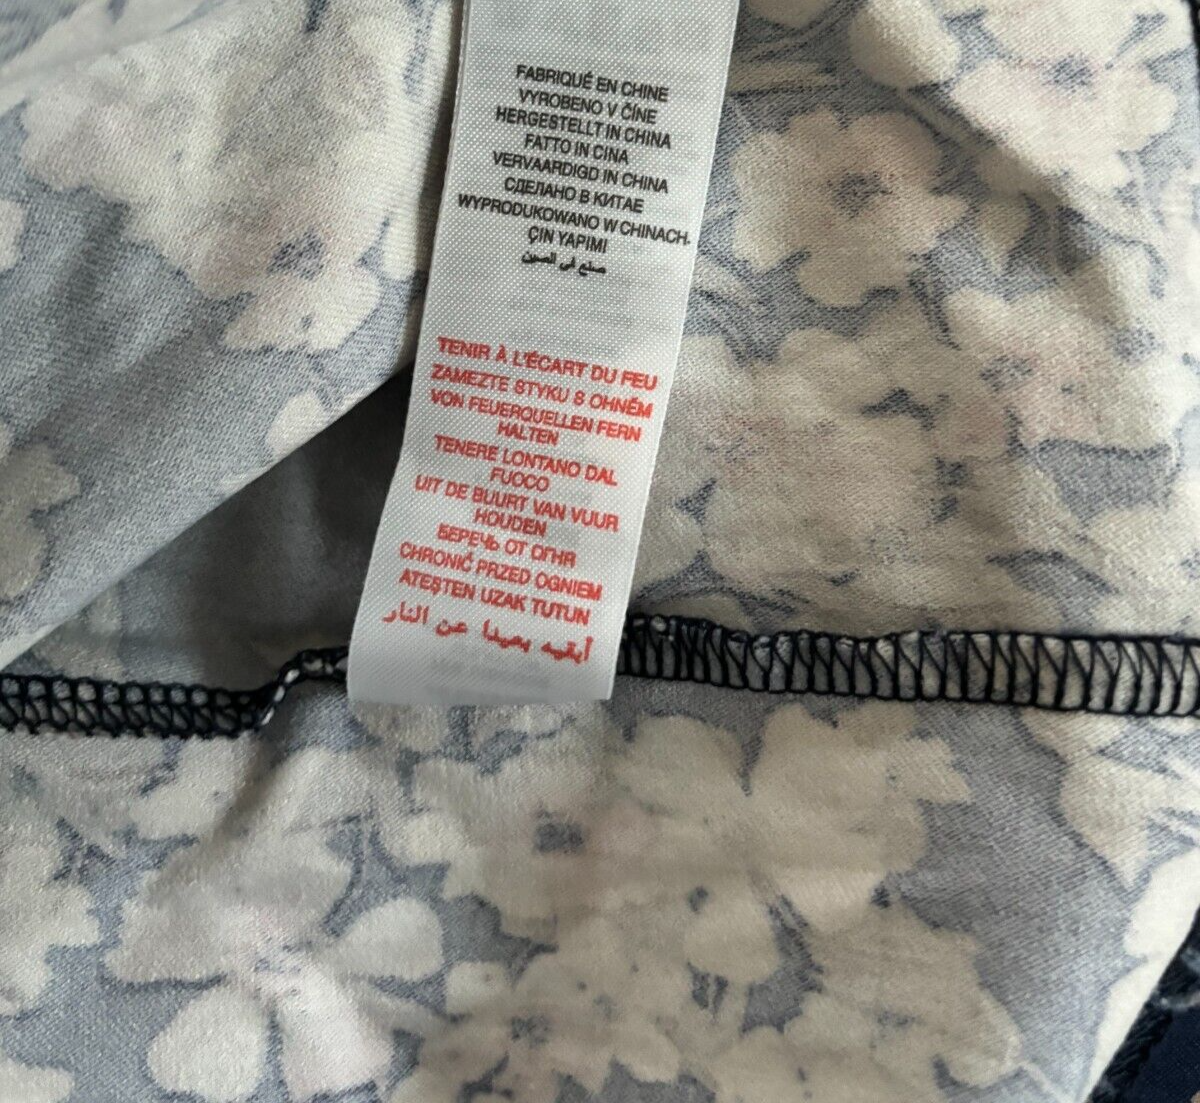 FABRIQUÉ EN CHINE
VYROBENO V ČÍNE
HERGESTELLT IN CHINA
FATTO IN CINA
VERVAARDIGD IN CHINA
СДЕЛАНО В КИТАЕ
WYPRODUKOWANO W CHINACH.
ÇIN YAPIMI
صنع في الصين
TENIR À L'ÉCART DU FEU
ZAMEZTE STYKU S OHNĚM
VON FEUERQUELLEN FERN
HALTEN
TENERE LONTANO DAL
FUOCO
UIT DE BUURT VAN VUUR
HOUDEN
БЕРЕЧЬ ОТ ОГНЯ
CHRONIĆ PRZED OGNIEM
ATEŞTEN UZAK TUTUN
أبقيه بعيدا عن النار